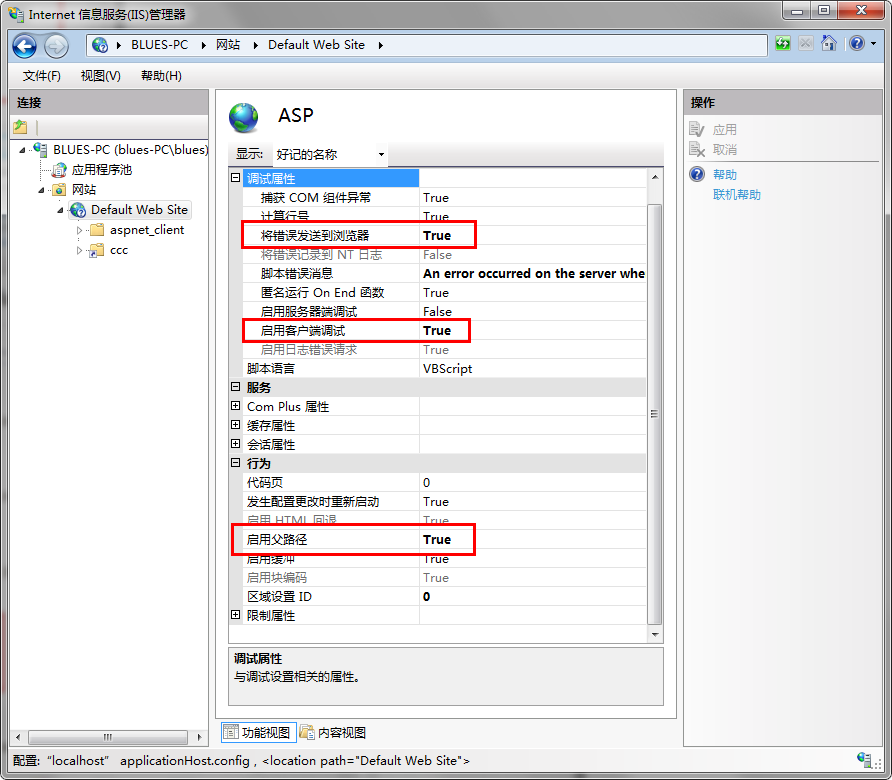 Internet 信息服务(IIS)管理器
BLUES-PC 网站 Default Web Site
文件(F) 视图(V) 帮助(H)
连接
BLUES-PC (blues-PC\blues)
应用程序池
网站
Default Web Site
aspnet_client
ccc
ASP
显示: 好记的名称
调试属性
捕获 COM 组件异常 True
计算行号 True
将错误发送到浏览器 True
将错误记录到 NT 日志 False
脚本错误消息 An error occurred on the server whe
匿名运行 On End 函数 True
启用服务器端调试 False
启用客户端调试 True
启用日志错误请求 True
脚本语言 VBScript
服务
Com Plus 属性
缓存属性
会话属性
行为
代码页 0
发生配置更改时重新启动 True
启用 HTML 回退 True
启用父路径 True
启用缓冲 True
启用块编码 True
区域设置 ID 0
限制属性
调试属性
与调试设置相关的属性。
功能视图 内容视图
操作
应用
取消
帮助
联机帮助
配置: "localhost" applicationHost.config , <location path="Default Web Site">